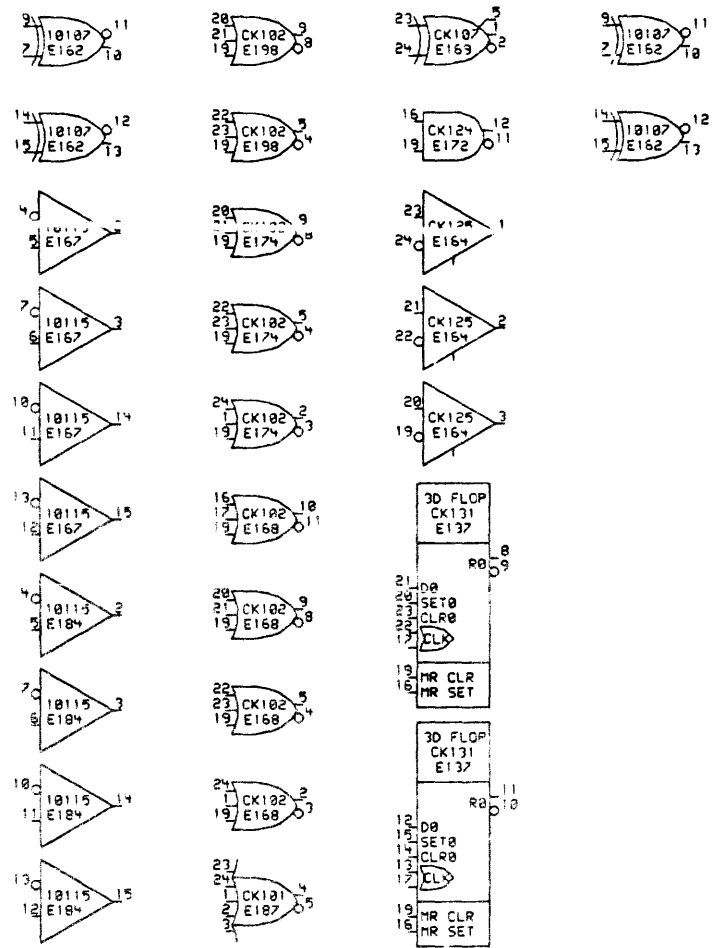 9 11
10107
E162
7 10
20 9
21 CK102 8
19 E198
23 5
1
CK107 2
E169
24
9 11
10107
E162
7 10
14 12
10107
E162
15 13
22 5
23 CK102 4
19 E198
16 12
CK124 11
E172
19
14 12
10107
E162
15 13
4
10115
5 E167
20 9
CK102
19 E174 8
23 1
CK125
24 E164
1
7 3
10115
6 E167
22 5
23 CK102 4
19 E174
21 2
CK125
22 E164
1
10 14
10115
11 E167
24 2
1 CK102 3
19 E174
20 3
CK125
19 E164
1
13 15
10115
12 E167
16 10
17 CK102 11
19 E168
3D FLOP
CK131
E137
8
R0 9
21 D0
20 SET0
23 CLR0
22 CLK
17
19 MR CLR
16 MR SET
4 2
10115
5 E184
20 9
21 CK102 8
19 E168
7 3
10115
6 E184
22 5
23 CK102 4
19 E168
3D FLOP
CK131
E137
11
R0 10
12 D0
15 SET0
14 CLR0
13 CLK
17
19 MR CLR
16 MR SET
10 14
10115
11 E184
24 2
1 CK102 3
19 E168
13 15
10115
12 E184
23
24 4
1 CK101 5
2 E187
3